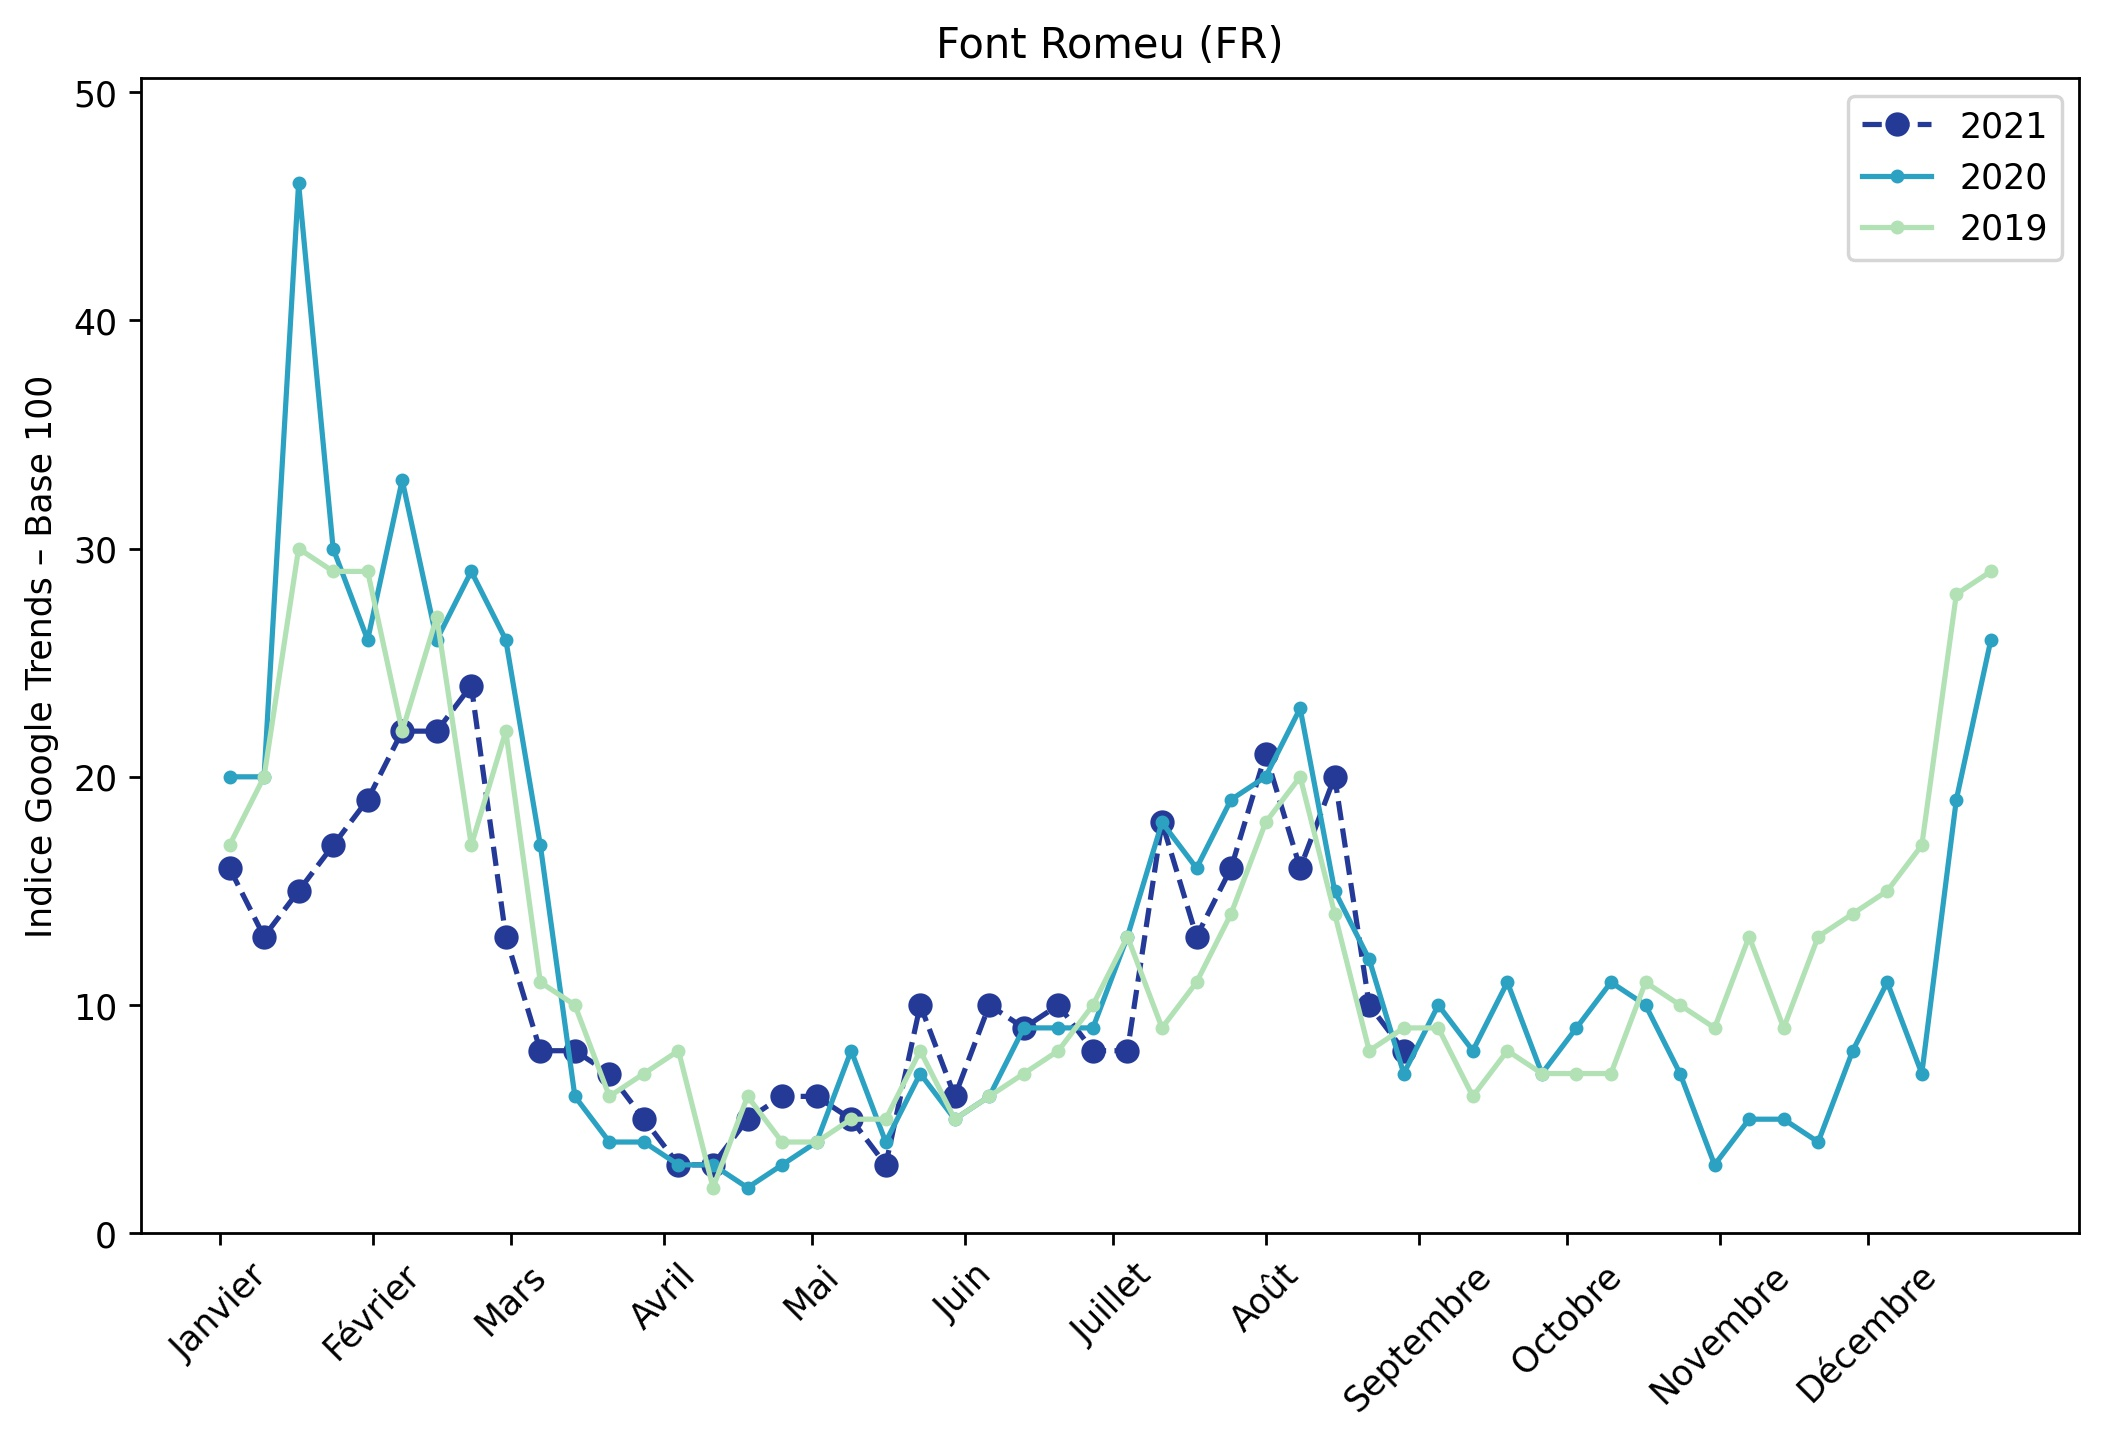 Font Romeu (FR)
Indice Google Trends – Base 100
50
40
30
20
10
0
2021
2020
2019
Janvier
Février
Mars
Avril
Mai
Juin
Juillet
Août
Septembre
Octobre
Novembre
Décembre